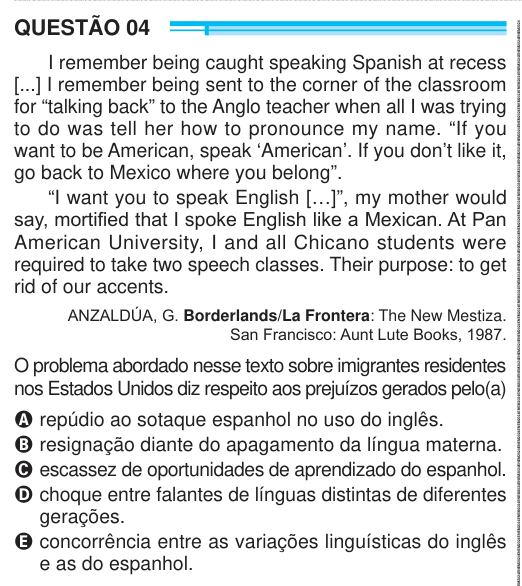 QUESTÃO 04
I remember being caught speaking Spanish at recess
[...] I remember being sent to the corner of the classroom
for “talking back” to the Anglo teacher when all I was trying
to do was tell her how to pronounce my name. “If you
want to be American, speak ‘American’. If you don’t like it,
go back to Mexico where you belong”.
“I want you to speak English […]”, my mother would
say, mortified that I spoke English like a Mexican. At Pan
American University, I and all Chicano students were
required to take two speech classes. Their purpose: to get
rid of our accents.
ANZALDÚA, G. Borderlands/La Frontera: The New Mestiza.
San Francisco: Aunt Lute Books, 1987.
O problema abordado nesse texto sobre imigrantes residentes
nos Estados Unidos diz respeito aos prejuízos gerados pelo(a)
A repúdio ao sotaque espanhol no uso do inglês.
B resignação diante do apagamento da língua materna.
C escassez de oportunidades de aprendizado do espanhol.
D choque entre falantes de línguas distintas de diferentes
gerações.
E concorrência entre as variações linguísticas do inglês
e as do espanhol.